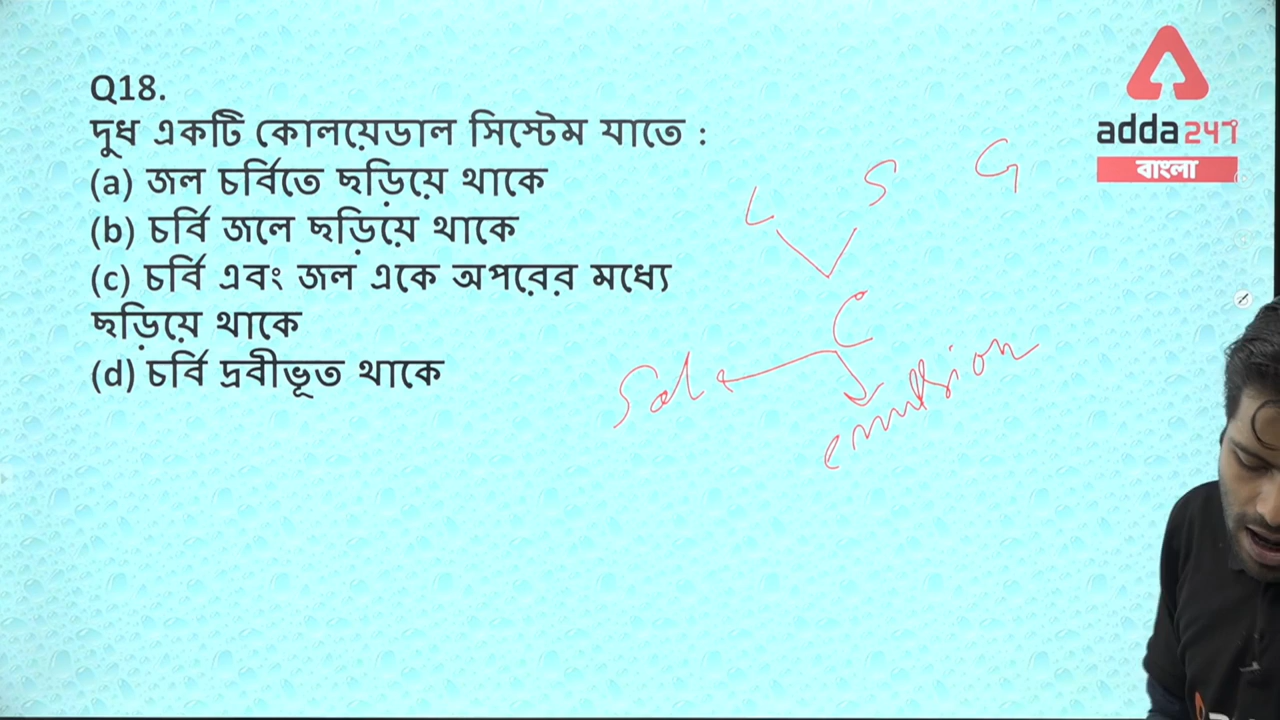 Q18.
দুধ একটি কোলয়েডাল সিস্টেম যাতে :
(a) জল চর্বিতে ছড়িয়ে থাকে
(b) চর্বি জলে ছড়িয়ে থাকে
(c) চর্বি এবং জল একে অপরের মধ্যে
ছড়িয়ে থাকে
(d) চর্বি দ্রবীভূত থাকে
adda247
বাংলা
L S G
C
Sol
emulsion